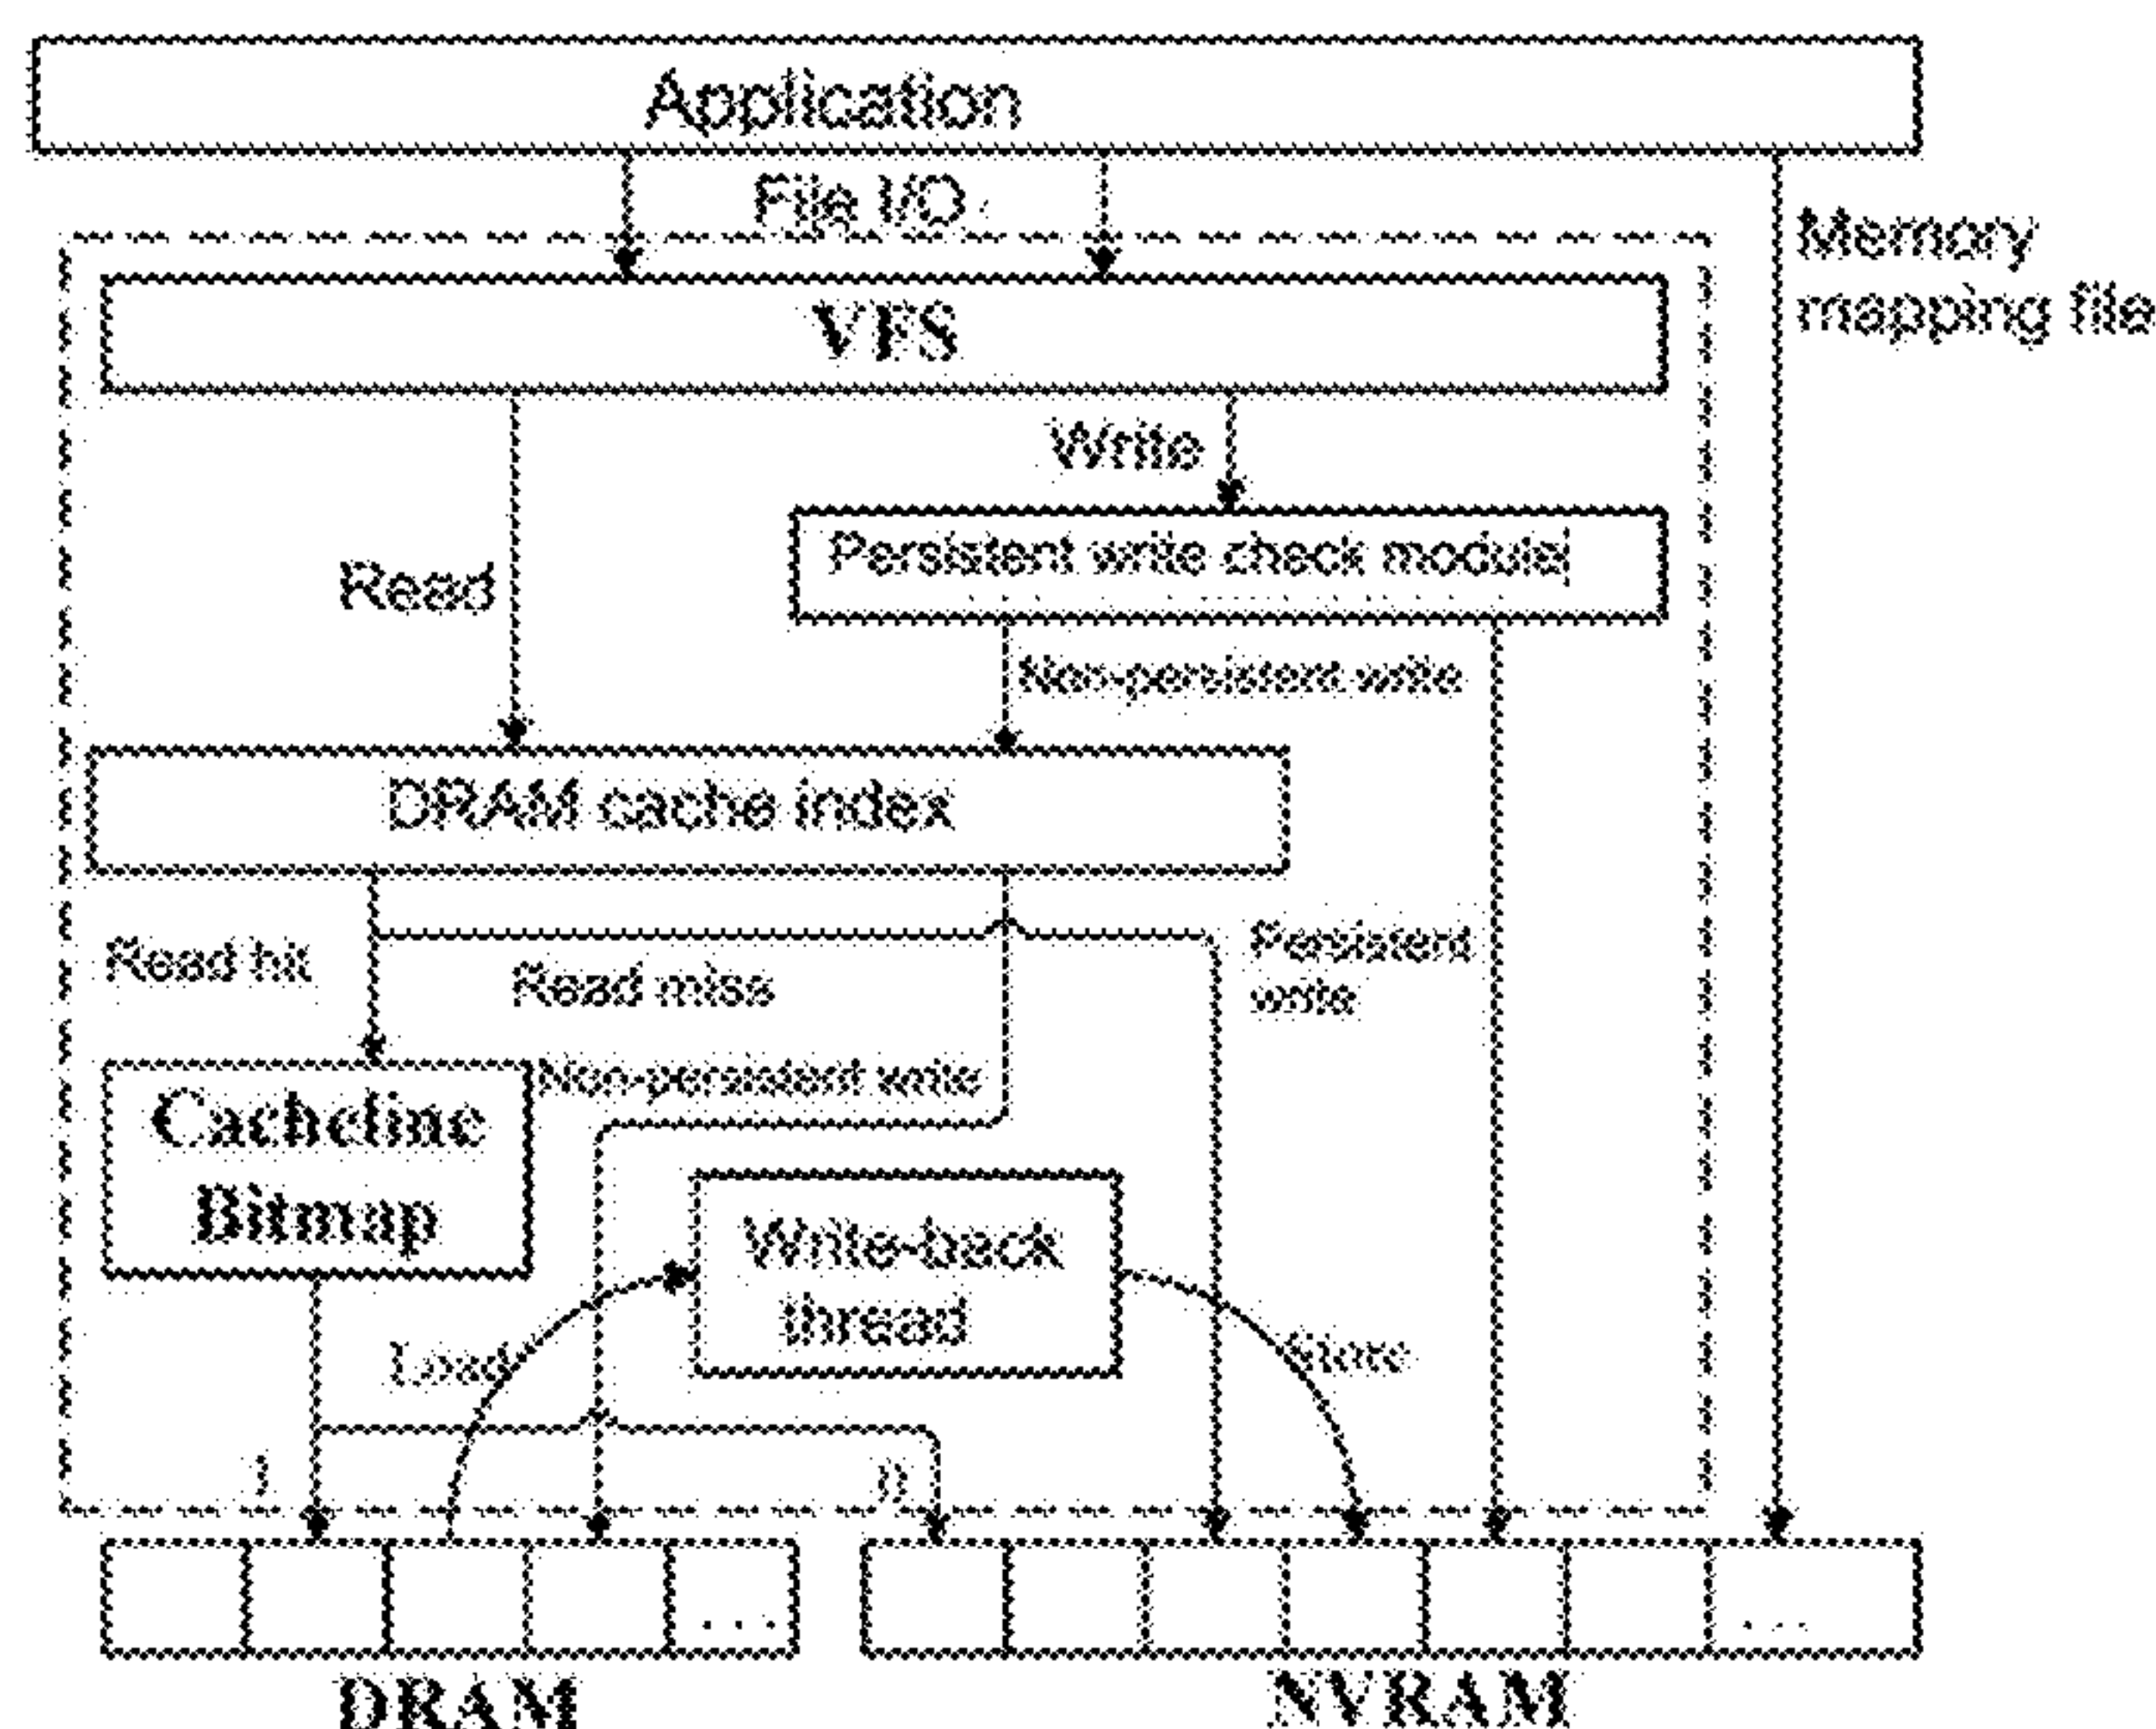 Application
File I/O
Memory
mapping file
VFS
Write
Persistent write check module
Read
Non-persistent write
DRAM cache index
Read hit
Read miss
Persistent
write
Non-persistent write
Cacheline
Bitmap
Write-back
thread
Load
Store
...
...
DRAM
NVRAM